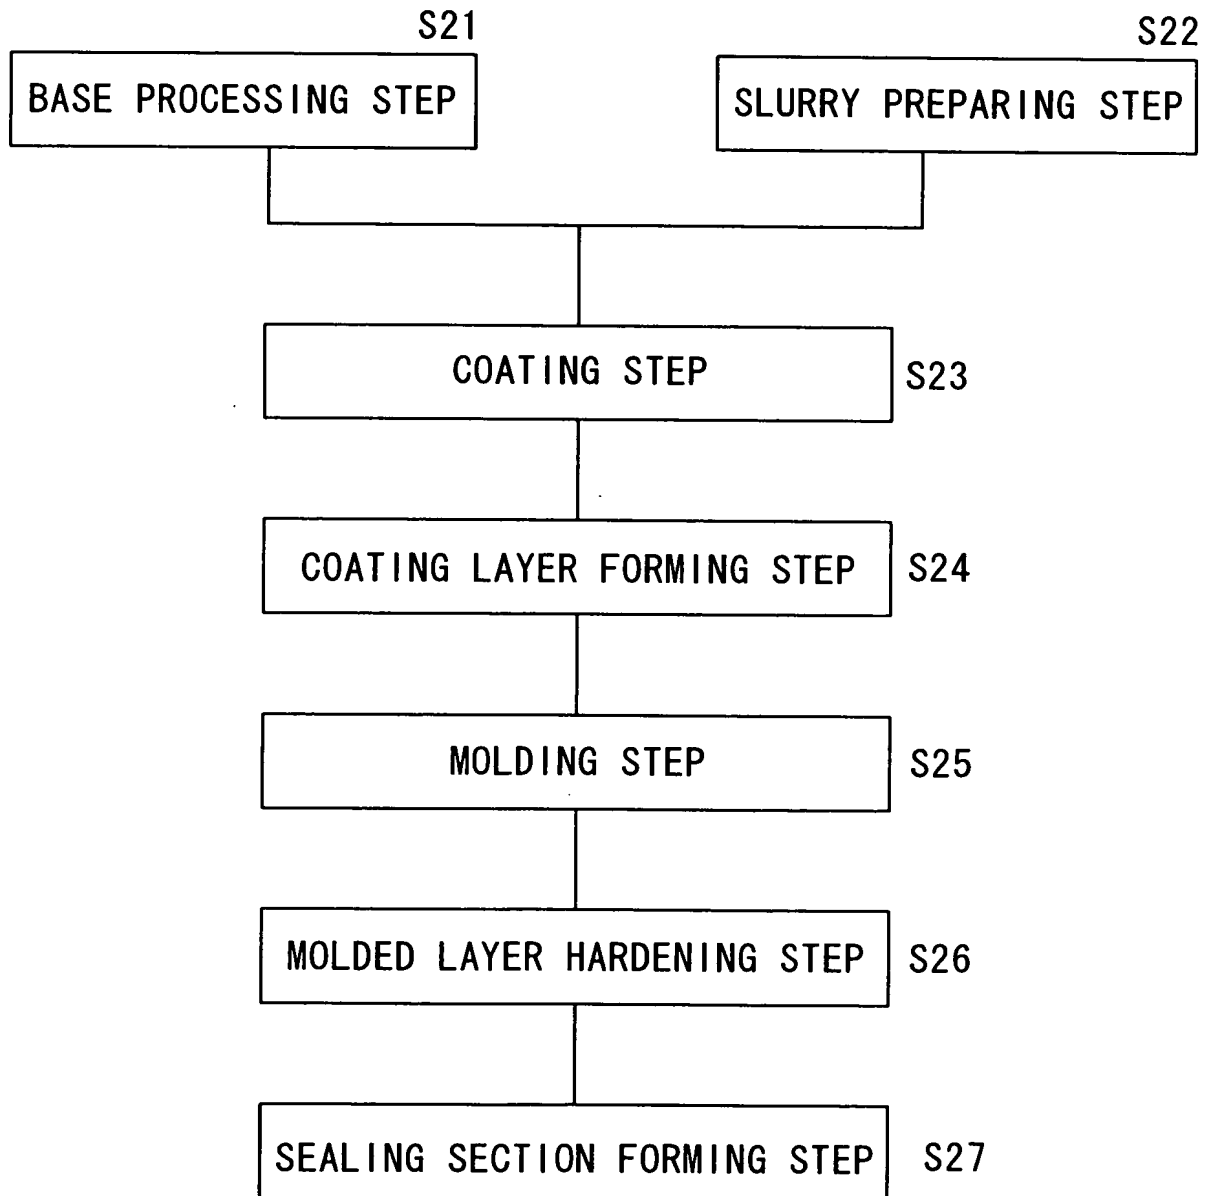 S21
S22
BASE PROCESSING STEP
SLURRY PREPARING STEP
COATING STEP
S23
COATING LAYER FORMING STEP
S24
MOLDING STEP
S25
MOLDED LAYER HARDENING STEP
S26
SEALING SECTION FORMING STEP
S27